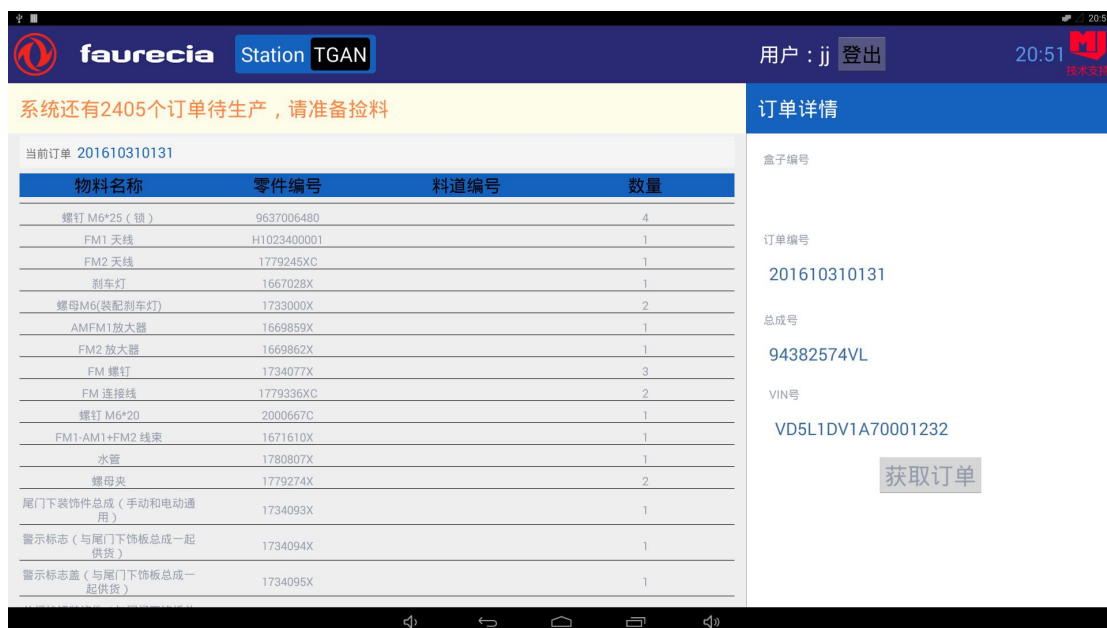 20:5
faurecia
Station TGAN
用户：jj 登出
20:51
MJ
技术支持
系统还有2405个订单待生产，请准备捡料
订单详情
当前订单 201610310131
物料名称 零件编号 料道编号 数量
螺钉 M6*25（锁） 9637006480 4
FM1 天线 H1023400001 1
FM2 天线 1779245XC 1
刹车灯 1667028X 1
螺母M6(装配刹车灯) 1733000X 2
AMFM1放大器 1669859X 1
FM2 放大器 1669862X 1
FM 螺钉 1734077X 3
FM 连接线 1779336XC 2
螺钉 M6*20 2000667C 1
FM1-AM1+FM2 线束 1671610X 1
水管 1780807X 1
螺母夹 1779274X 2
尾门下装饰件总成（手动和电动通
用） 1734093X 1
警示标志（与尾门下饰板总成一起
供货） 1734094X 1
警示标志盖（与尾门下饰板总成一
起供货） 1734095X 1
盒子编号
订单编号
201610310131
总成号
94382574VL
VIN号
VD5L1DV1A70001232
获取订单